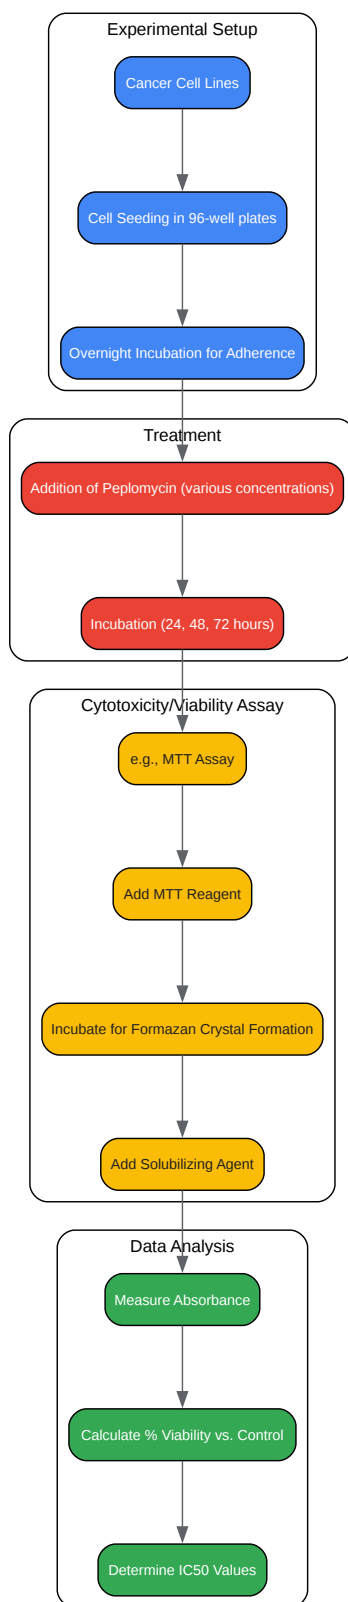 Experimental Setup
Cancer Cell Lines
Cell Seeding in 96-well plates
Overnight Incubation for Adherence
Treatment
Addition of Peplomycin (various concentrations)
Incubation (24, 48, 72 hours)
Cytotoxicity/Viability Assay
e.g., MTT Assay
Add MTT Reagent
Incubate for Formazan Crystal Formation
Add Solubilizing Agent
Data Analysis
Measure Absorbance
Calculate % Viability vs. Control
Determine IC50 Values